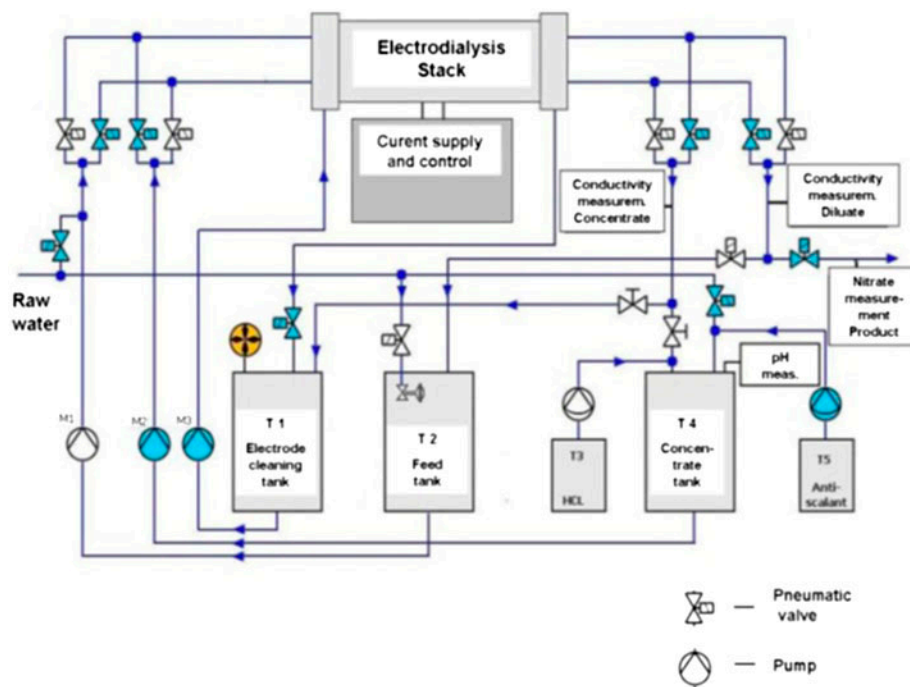 Electrodialysis
Stack
Curent supply
and control
Conductivity
measurem.
Concentrate
Conductivity
measurem.
Diluate
Raw
water
Nitrate
measure-
ment
Product
pH
meas.
M1
M2
M3
T 1
Electrode
cleaning
tank
T 2
Feed
tank
T3
HCL
T 4
Concen-
trate
tank
T5
Anti-
scalant
Pneumatic
valve
Pump